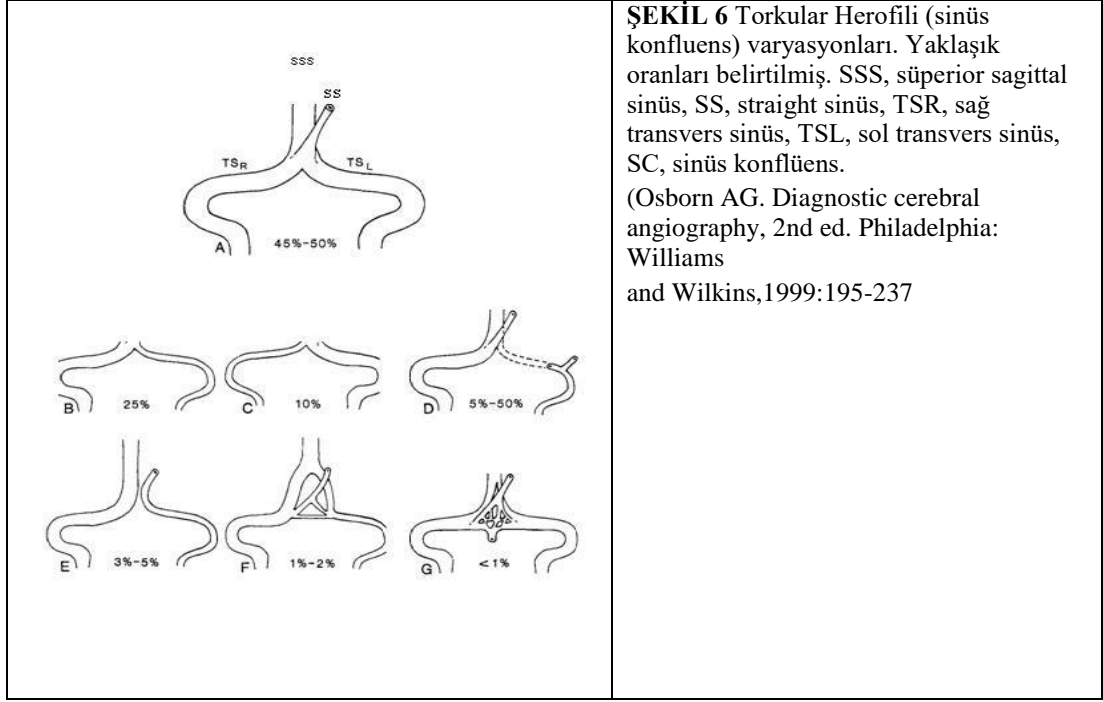 SSS
SS
TSR
TSL
A
45%-50%
B
25%
C
10%
D
5%-50%
E
3%-5%
F
1%-2%
G
<1%
ŞEKİL 6 Torkular Herofili (sinüs
konfluens) varyasyonları. Yaklaşık
oranları belirtilmiş. SSS, süperior sagittal
sinüs, SS, straight sinüs, TSR, sağ
transvers sinüs, TSL, sol transvers sinüs,
SC, sinüs konflüens.
(Osborn AG. Diagnostic cerebral
angiography, 2nd ed. Philadelphia:
Williams
and Wilkins,1999:195-237